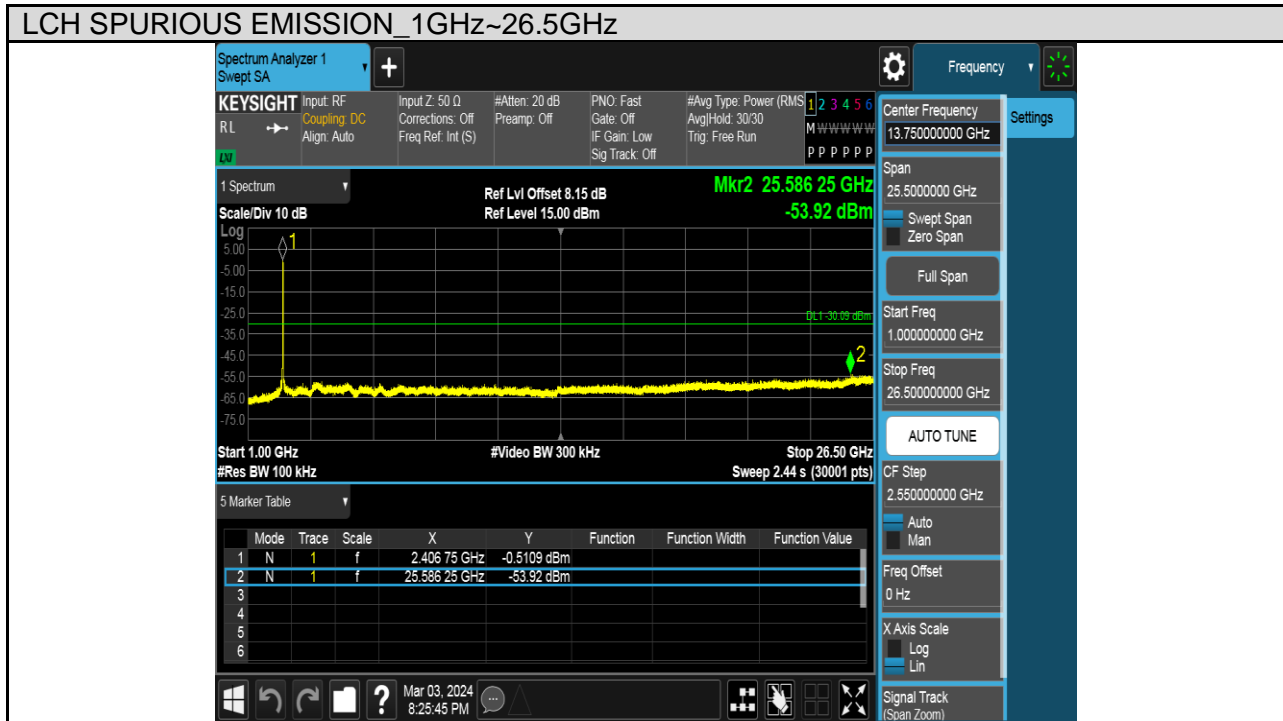 LCH SPURIOUS EMISSION_1GHz~26.5GHz
Spectrum Analyzer 1
Swept SA
+
Frequency
KEYSIGHT
RL
LXI
Input: RF
Coupling: DC
Align: Auto
Input Z: 50 Ω
Corrections: Off
Freq Ref: Int (S)
#Atten: 20 dB
Preamp: Off
PNO: Fast
Gate: Off
IF Gain: Low
Sig Track: Off
#Avg Type: Power (RMS
Avg|Hold: 30/30
Trig: Free Run
1 2 3 4 5 6
M W W W W W
P P P P P P
1 Spectrum
Scale/Div 10 dB
Ref Lvl Offset 8.15 dB
Ref Level 15.00 dBm
Mkr2 25.586 25 GHz
-53.92 dBm
Log
5.00
-5.00
-15.0
-25.0
-35.0
-45.0
-55.0
-65.0
-75.0
1
DL1 -30.09 dBm
2
Start 1.00 GHz
#Res BW 100 kHz
#Video BW 300 kHz
Stop 26.50 GHz
Sweep 2.44 s (30001 pts)
5 Marker Table
Mode Trace Scale X Y Function Function Width Function Value
1 N 1 f 2.406 75 GHz -0.5109 dBm
2 N 1 f 25.586 25 GHz -53.92 dBm
3
4
5
6
?
Mar 03, 2024
8:25:45 PM
Center Frequency
13.750000000 GHz
Settings
Span
25.5000000 GHz
Swept Span
Zero Span
Full Span
Start Freq
1.000000000 GHz
Stop Freq
26.500000000 GHz
AUTO TUNE
CF Step
2.550000000 GHz
Auto
Man
Freq Offset
0 Hz
X Axis Scale
Log
Lin
Signal Track
(Span Zoom)